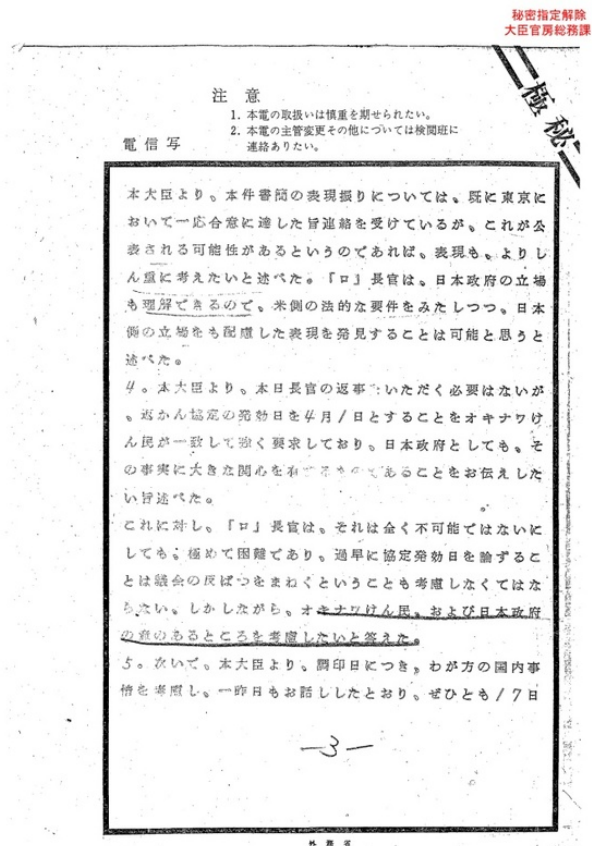 秘密指定解除
大臣官房総務課
極秘
注意
1. 本電の取扱いは慎重を期せられたい。
2. 本電の主管変更その他については検閲班に
連絡ありたい。
電信写
本大臣より、本件書簡の表現振りについては、既に東京に
おいて一応合意に達した旨連絡を受けているが、これが公
表される可能性があるというのであれば、表現も、よりし
ん重に考えたいと述べた。『ロ』長官は、日本政府の立場
も理解できるので、米側の法的な要件をみたしつつ、日本
側の立場をも配慮した表現を発見することは可能と思うと
述べた。
4。本大臣より、本日長官の返事 いただく必要はないが
、返かん協定の発効日を4月1日とすることをオキナワけ
ん民が一致して強く要求しており、日本政府としても、そ
の事実に大きな関心を有するものであることをお伝えした
い旨述べた。
これに対し、『ロ』長官は、それは全く不可能ではないに
しても、極めて困難であり、過早に協定発効日を論ずるこ
とは議会の反ぱつをまねくということも考慮しなくてはな
らない。しかしながら、オキナワけん民、および日本政府
の意のあるところを考慮したいと答えた。
5。次いで、本大臣より、調印日につき、わが方の国内事
情を考慮し、一昨日もお話ししたとおり、ぜひとも17日
—3—
外務省